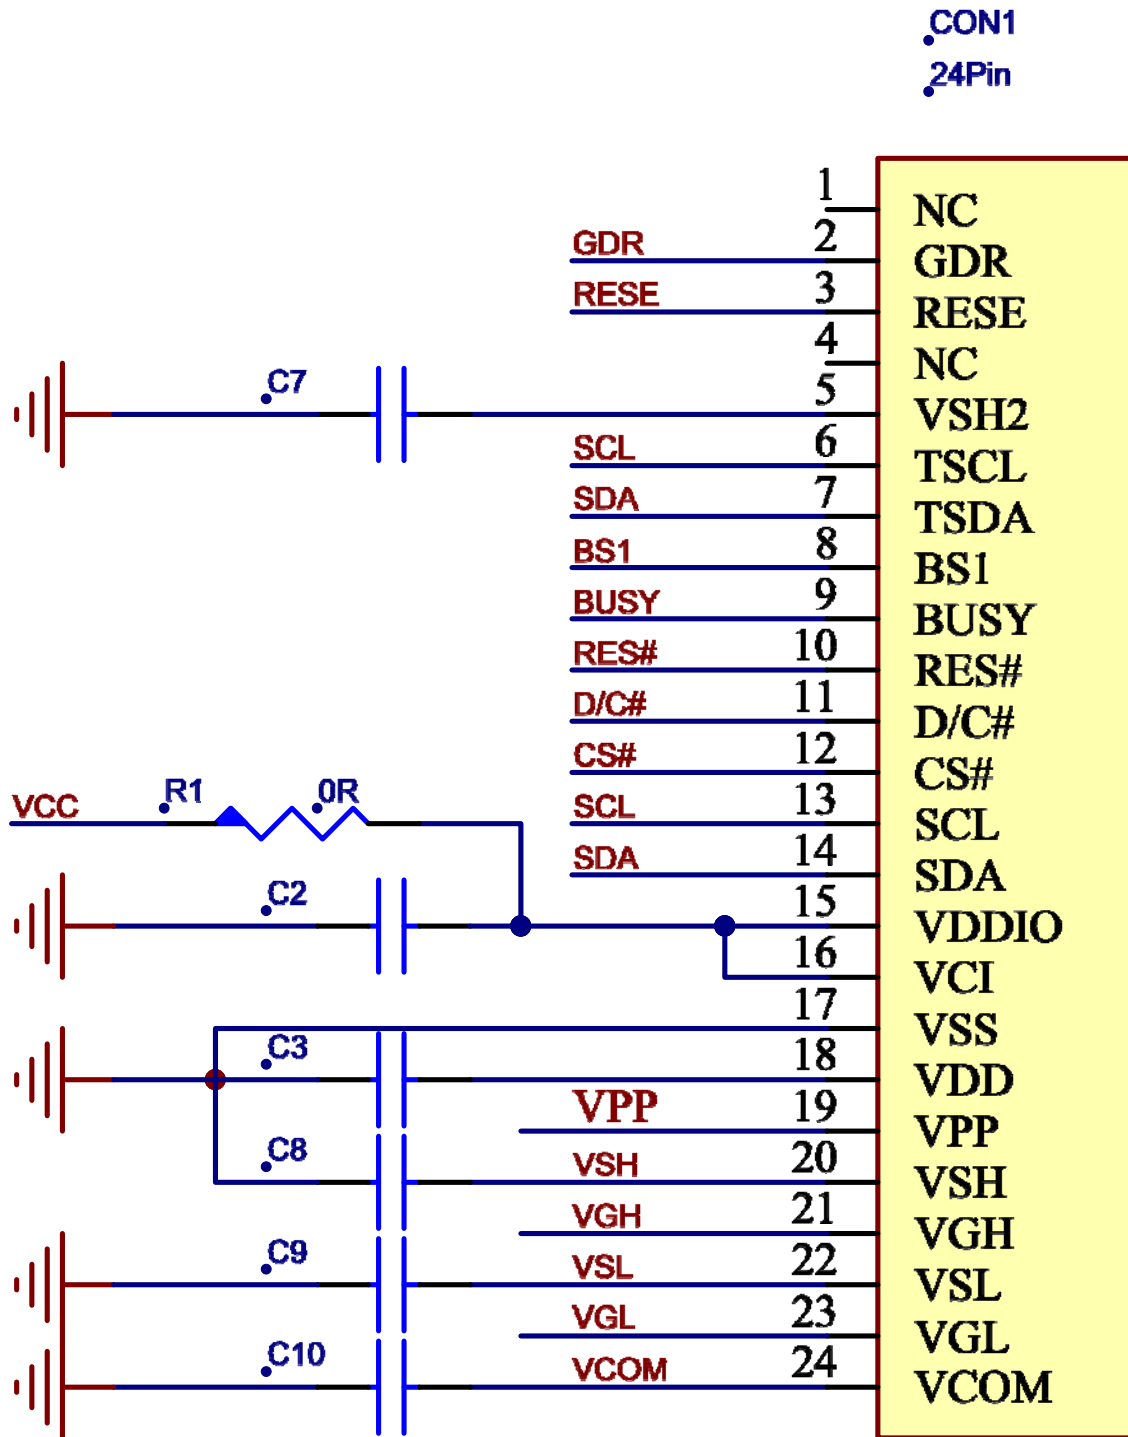 CON1
24Pin
1 NC
GDR 2 GDR
RESE 3 RESE
4 NC
C7 5 VSH2
SCL 6 TSCL
SDA 7 TSDA
BS1 8 BS1
BUSY 9 BUSY
RES# 10 RES#
D/C# 11 D/C#
CS# 12 CS#
VCC R1 0R SCL 13 SCL
SDA 14 SDA
C2 15 VDDIO
16 VCI
17 VSS
C3 18 VDD
VPP 19 VPP
C8 VSH 20 VSH
VGH 21 VGH
C9 VSL 22 VSL
VGL 23 VGL
C10 VCOM 24 VCOM